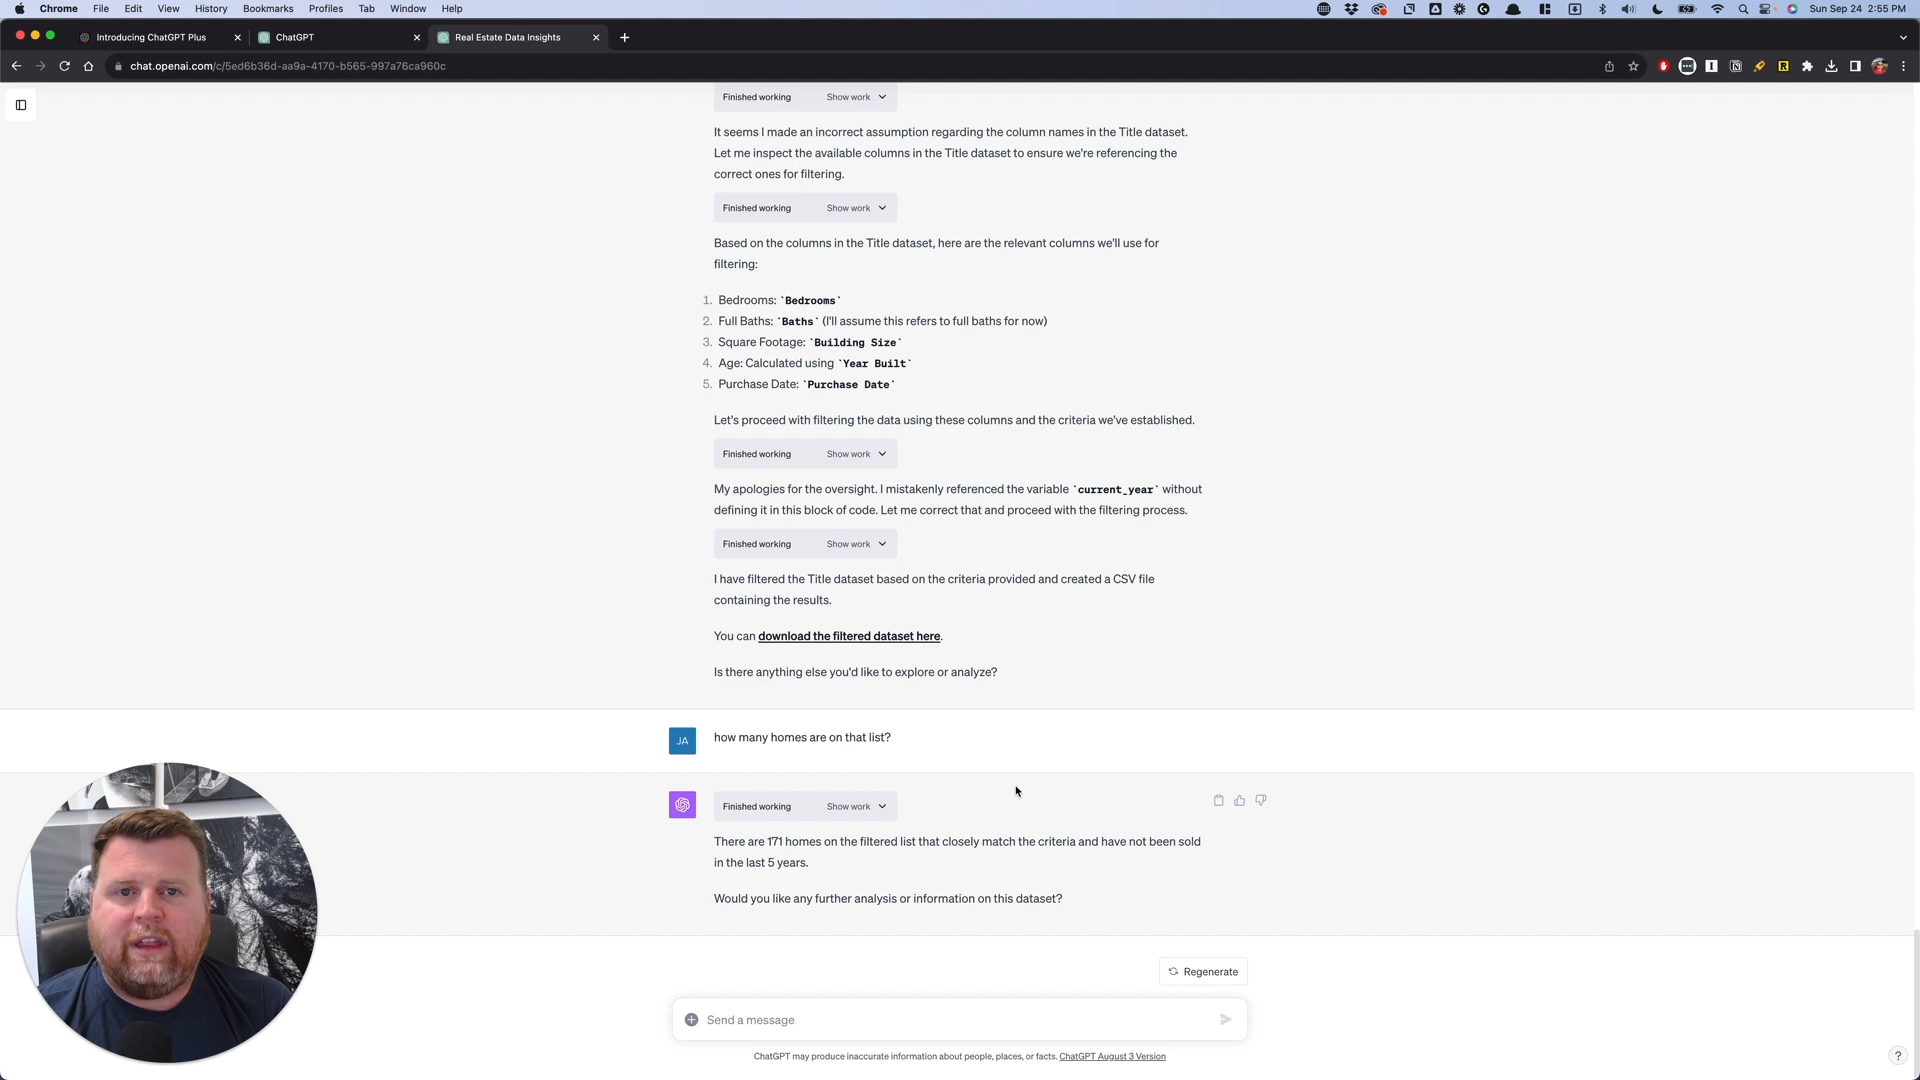 Chrome File Edit View History Bookmarks Profiles Tab Window Help Sun Sep 24 2:55 PM
Introducing ChatGPT Plus ChatGPT Real Estate Data Insights
chat.openai.com/c/5ed6b36d-aa9a-4170-b565-997a76ca960c
Finished working Show work
It seems I made an incorrect assumption regarding the column names in the Title dataset.
Let me inspect the available columns in the Title dataset to ensure we're referencing the
correct ones for filtering.
Finished working Show work
Based on the columns in the Title dataset, here are the relevant columns we'll use for
filtering:
1. Bedrooms: `Bedrooms`
2. Full Baths: `Baths` (I'll assume this refers to full baths for now)
3. Square Footage: `Building Size`
4. Age: Calculated using `Year Built`
5. Purchase Date: `Purchase Date`
Let's proceed with filtering the data using these columns and the criteria we've established.
Finished working Show work
My apologies for the oversight. I mistakenly referenced the variable `current_year` without
defining it in this block of code. Let me correct that and proceed with the filtering process.
Finished working Show work
I have filtered the Title dataset based on the criteria provided and created a CSV file
containing the results.
You can download the filtered dataset here.
Is there anything else you'd like to explore or analyze?
JA how many homes are on that list?
Finished working Show work
There are 171 homes on the filtered list that closely match the criteria and have not been sold
in the last 5 years.
Would you like any further analysis or information on this dataset?
Regenerate
Send a message
ChatGPT may produce inaccurate information about people, places, or facts. ChatGPT August 3 Version
?